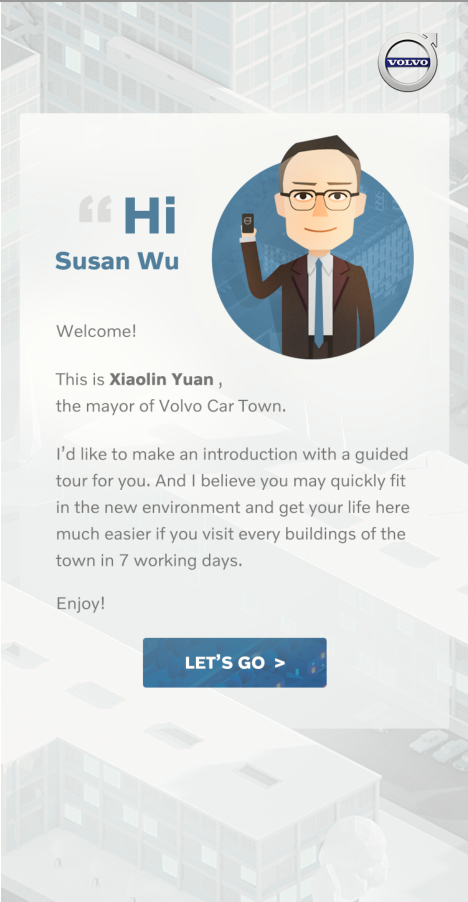 VOLVO
“ Hi
Susan Wu
Welcome!
This is Xiaolin Yuan ,
the mayor of Volvo Car Town.
I’d like to make an introduction with a guided
tour for you. And I believe you may quickly fit
in the new environment and get your life here
much easier if you visit every buildings of the
town in 7 working days.
Enjoy!
LET’S GO >